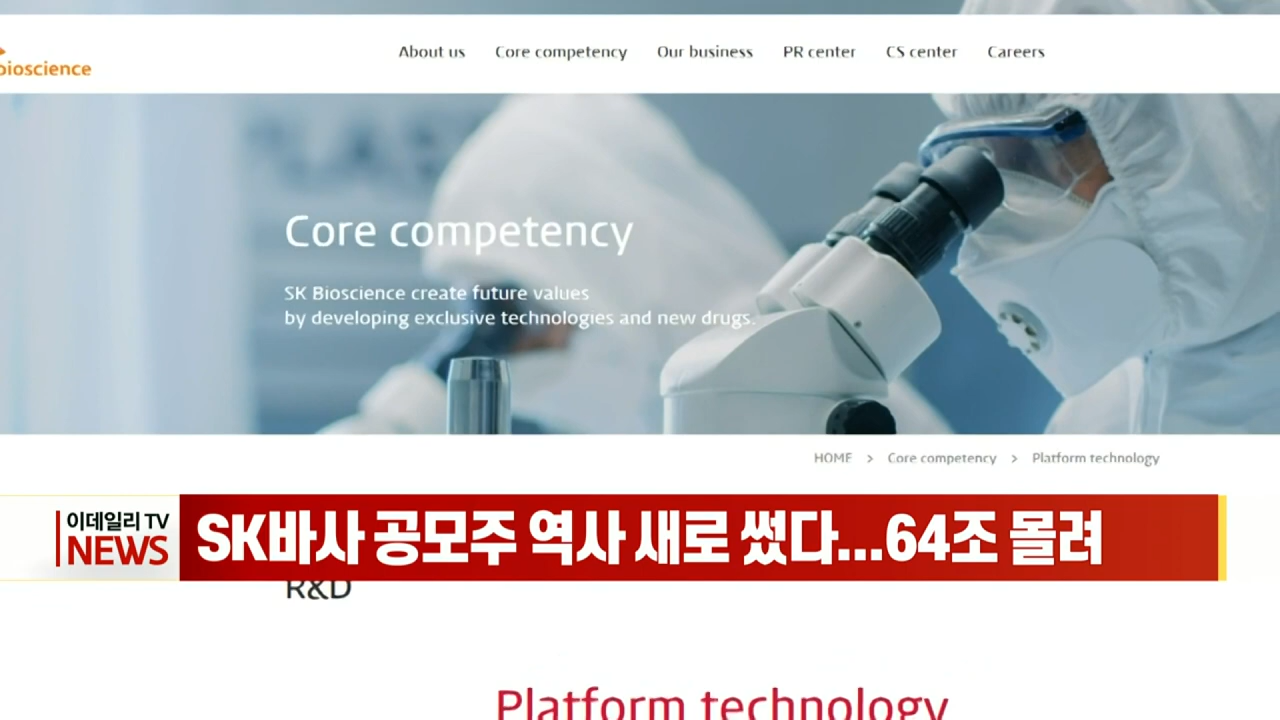 bioscience
About us Core competency Our business PR center CS center Careers
Core competency
SK Bioscience create future values
by developing exclusive technologies and new drugs.
HOME > Core competency > Platform technology
이데일리 TV
NEWS
SK바사 공모주 역사 새로 썼다...64조 몰려
R&D
Platform technology